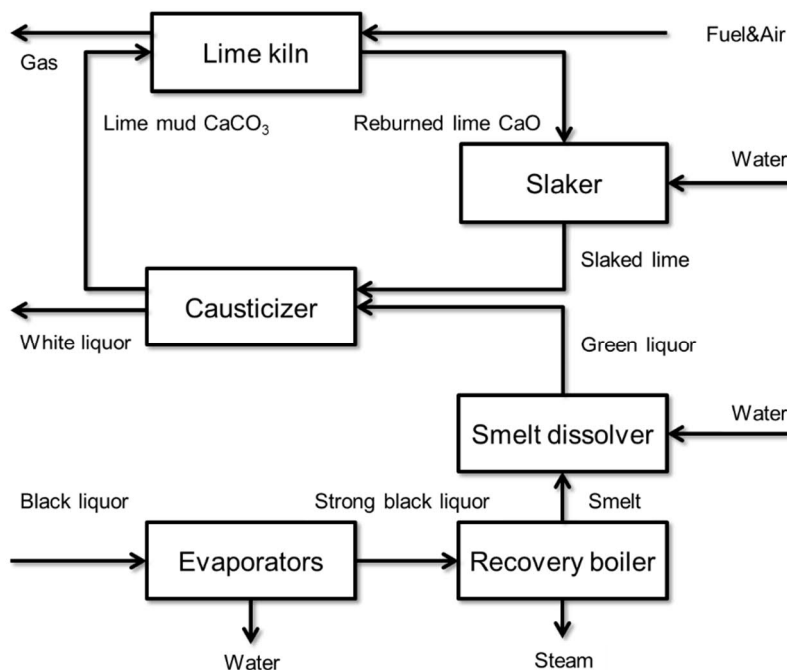 Lime kiln
Fuel&Air
Gas
Lime mud CaCO₃
Reburned lime CaO
Water
Slaker
Slaked lime
Causticizer
White liquor
Green liquor
Water
Smelt dissolver
Black liquor
Strong black liquor
Smelt
Evaporators
Recovery boiler
Water
Steam